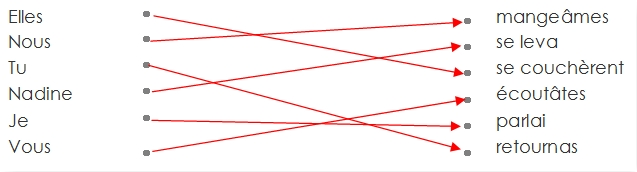 Elles mangeâmes
Nous se leva
Tu se couchèrent
Nadine écoutâtes
Je parlai
Vous retournas